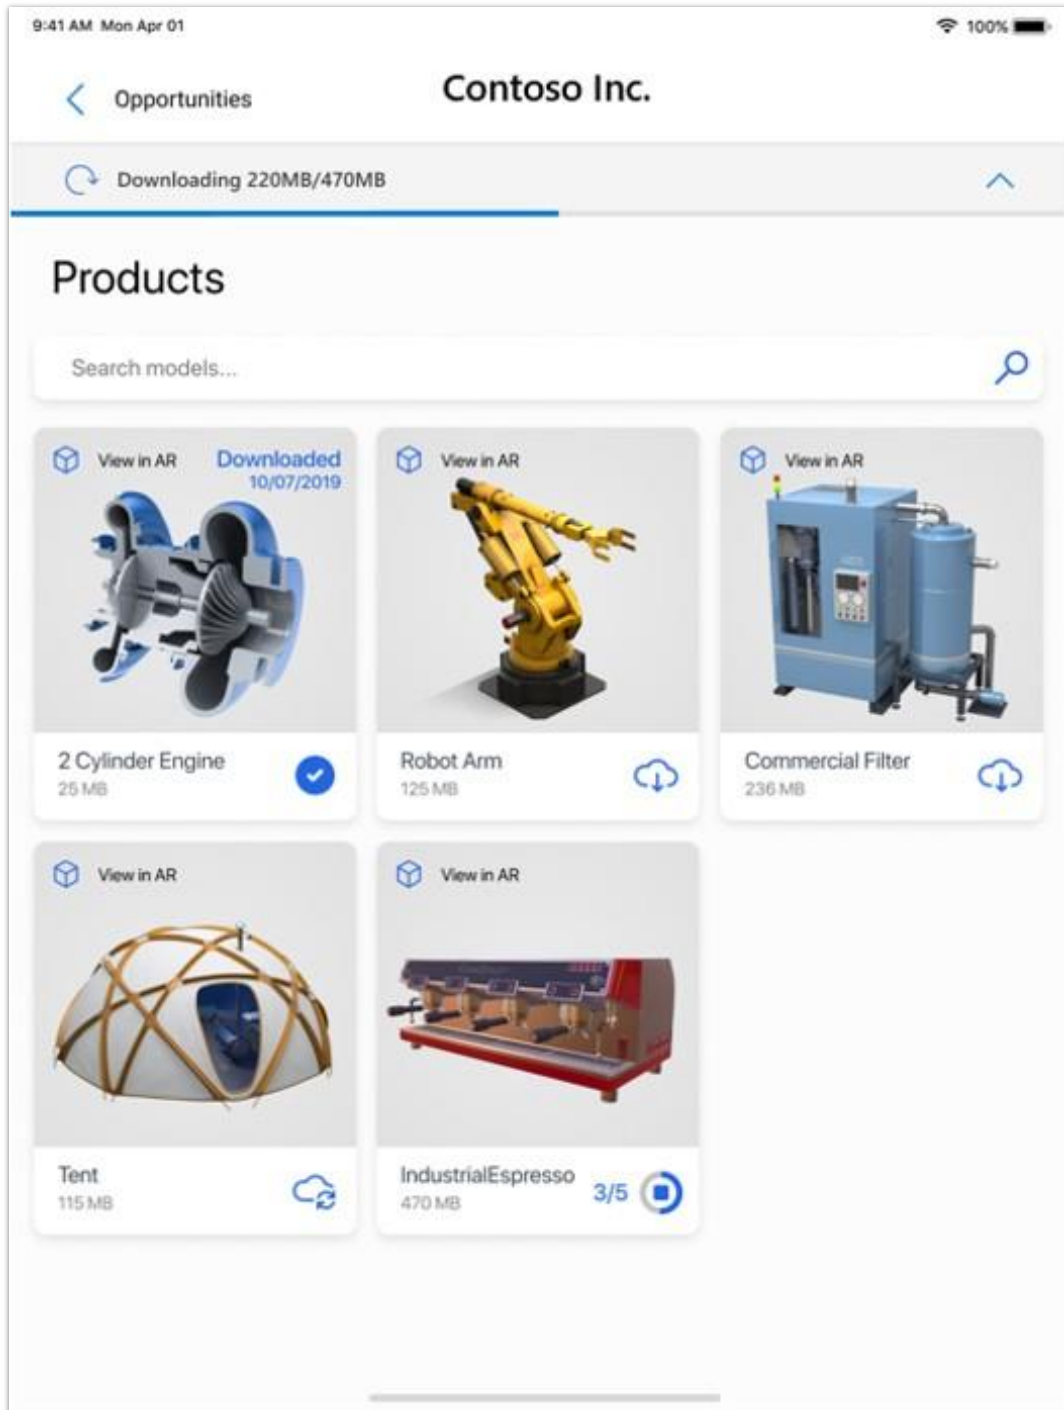 9:41 AM Mon Apr 01
100%
Opportunities
Contoso Inc.
Downloading 220MB/470MB
Products
Search models...
View in AR
Downloaded
10/07/2019
2 Cylinder Engine
25 MB
View in AR
Robot Arm
125 MB
View in AR
Commercial Filter
236 MB
View in AR
Tent
115 MB
View in AR
IndustrialEspresso
470 MB
3/5